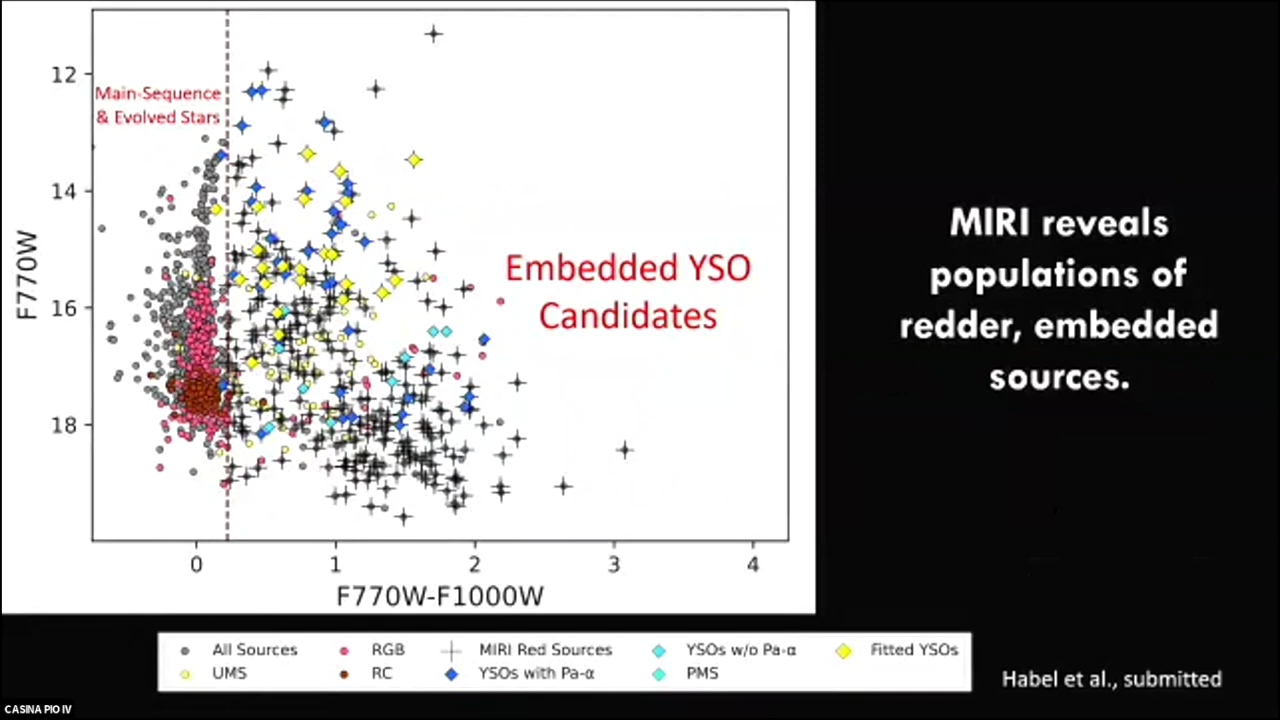 12
14
16
18
F770W
Main-Sequence
& Evolved Stars
Embedded YSO
Candidates
0 1 2 3 4
F770W-F1000W
MIRI reveals
populations of
redder, embedded
sources.
All Sources RGB MIRI Red Sources YSOs w/o Pa-α Fitted YSOs
UMS RC YSOs with Pa-α PMS
Habel et al., submitted
CASINA PIO IV